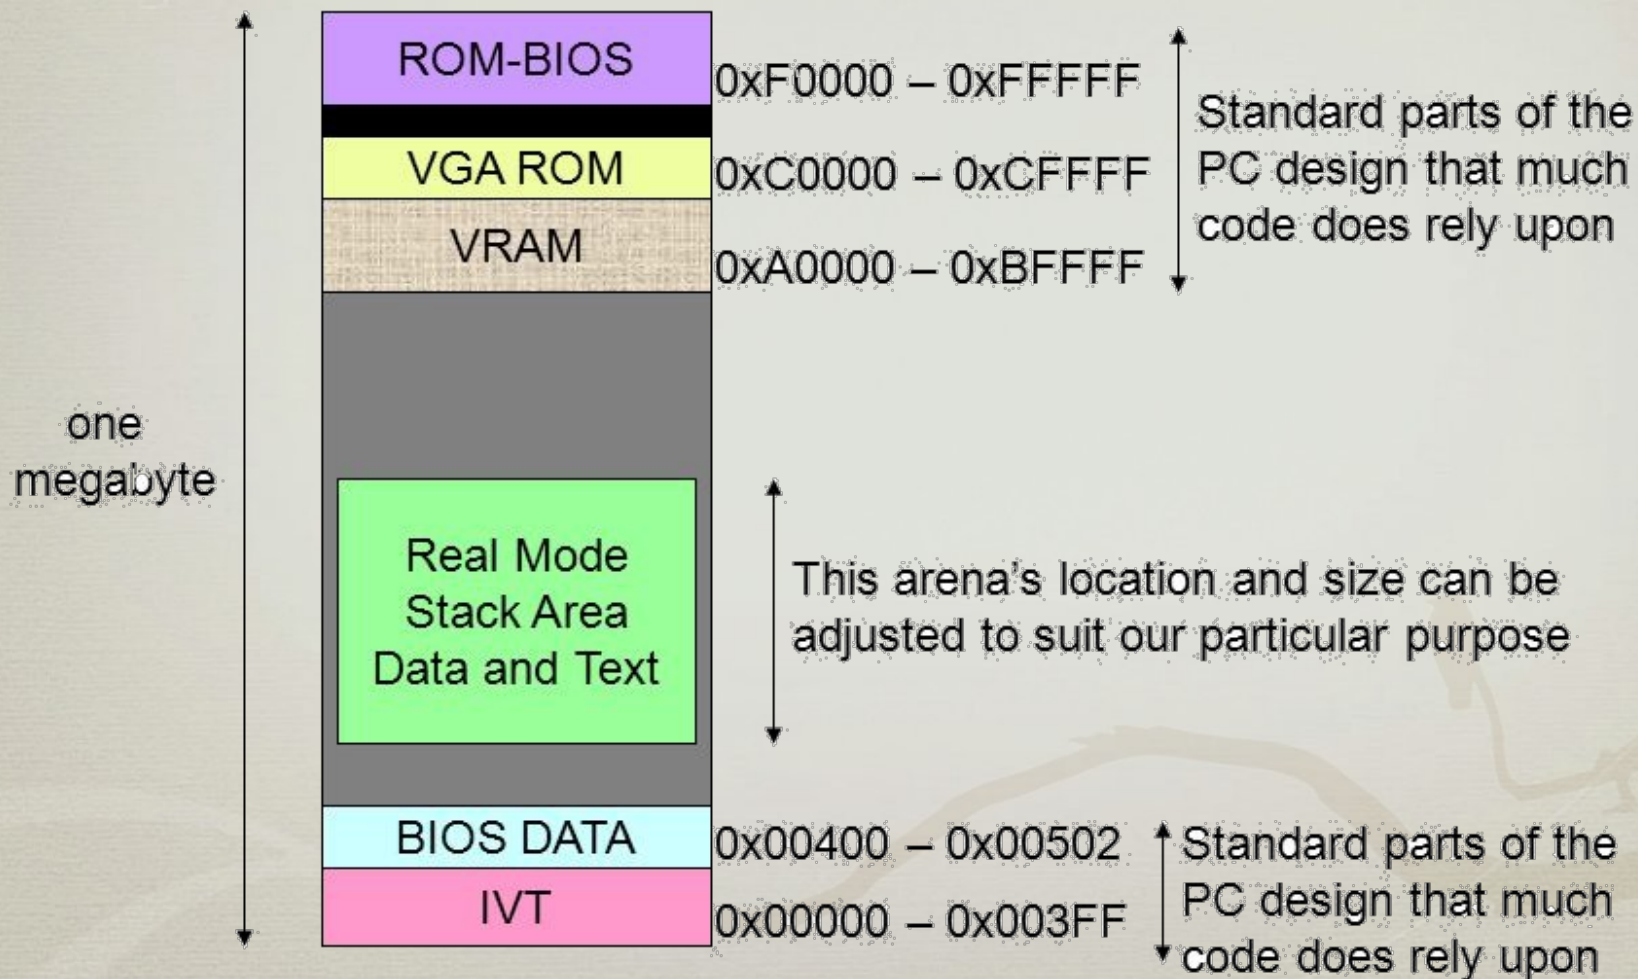 ROM-BIOS
0xF0000 – 0xFFFFF
VGA ROM
0xC0000 – 0xCFFFF
VRAM
0xA0000 – 0xBFFFF
Standard parts of the
PC design that much
code does rely upon
one
megabyte
Real Mode
Stack Area
Data and Text
This arena's location and size can be
adjusted to suit our particular purpose
BIOS DATA
0x00400 – 0x00502
IVT
0x00000 – 0x003FF
Standard parts of the
PC design that much
code does rely upon